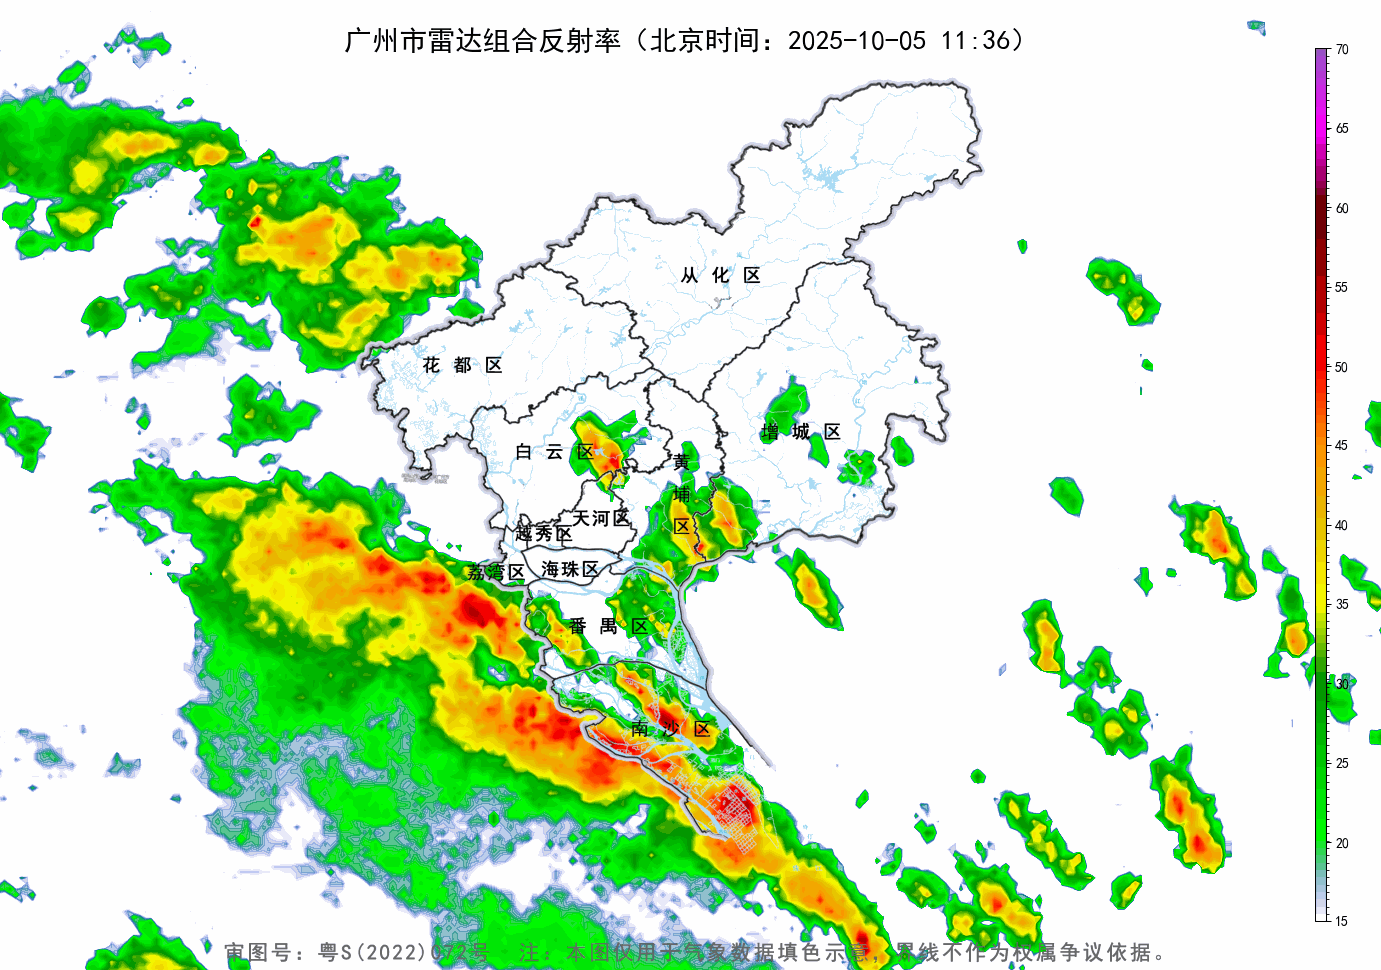 广州市雷达组合反射率（北京时间：2025-10-05 11:36）
70
65
60
55
50
45
40
35
30
25
20
15
从化区
花都区
增城区
白云区
黄埔区
天河区
越秀区
荔湾区
海珠区
番禺区
南沙区
审图号：粤S(2022)072号 注：本图仅用于气象数据填色示意，界线不作为权属争议依据。